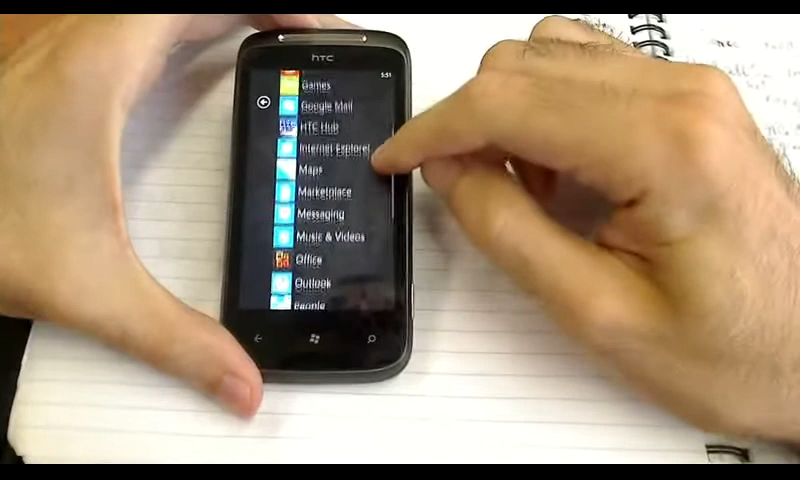 hTC
5:51
Games
Google Mail
HTC Hub
Internet Explorer
Maps
Marketplace
Messaging
Music & Videos
Office
Outlook
People